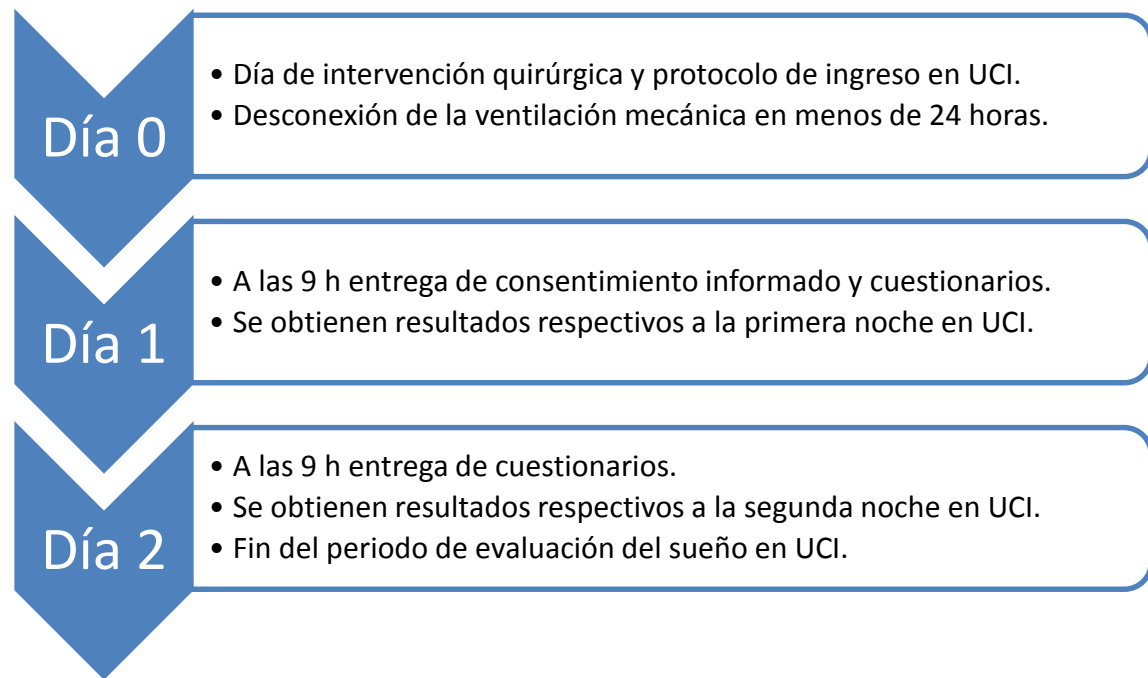 Día 0
• Día de intervención quirúrgica y protocolo de ingreso en UCI.
• Desconexión de la ventilación mecánica en menos de 24 horas.
Día 1
• A las 9 h entrega de consentimiento informado y cuestionarios.
• Se obtienen resultados respectivos a la primera noche en UCI.
Día 2
• A las 9 h entrega de cuestionarios.
• Se obtienen resultados respectivos a la segunda noche en UCI.
• Fin del periodo de evaluación del sueño en UCI.